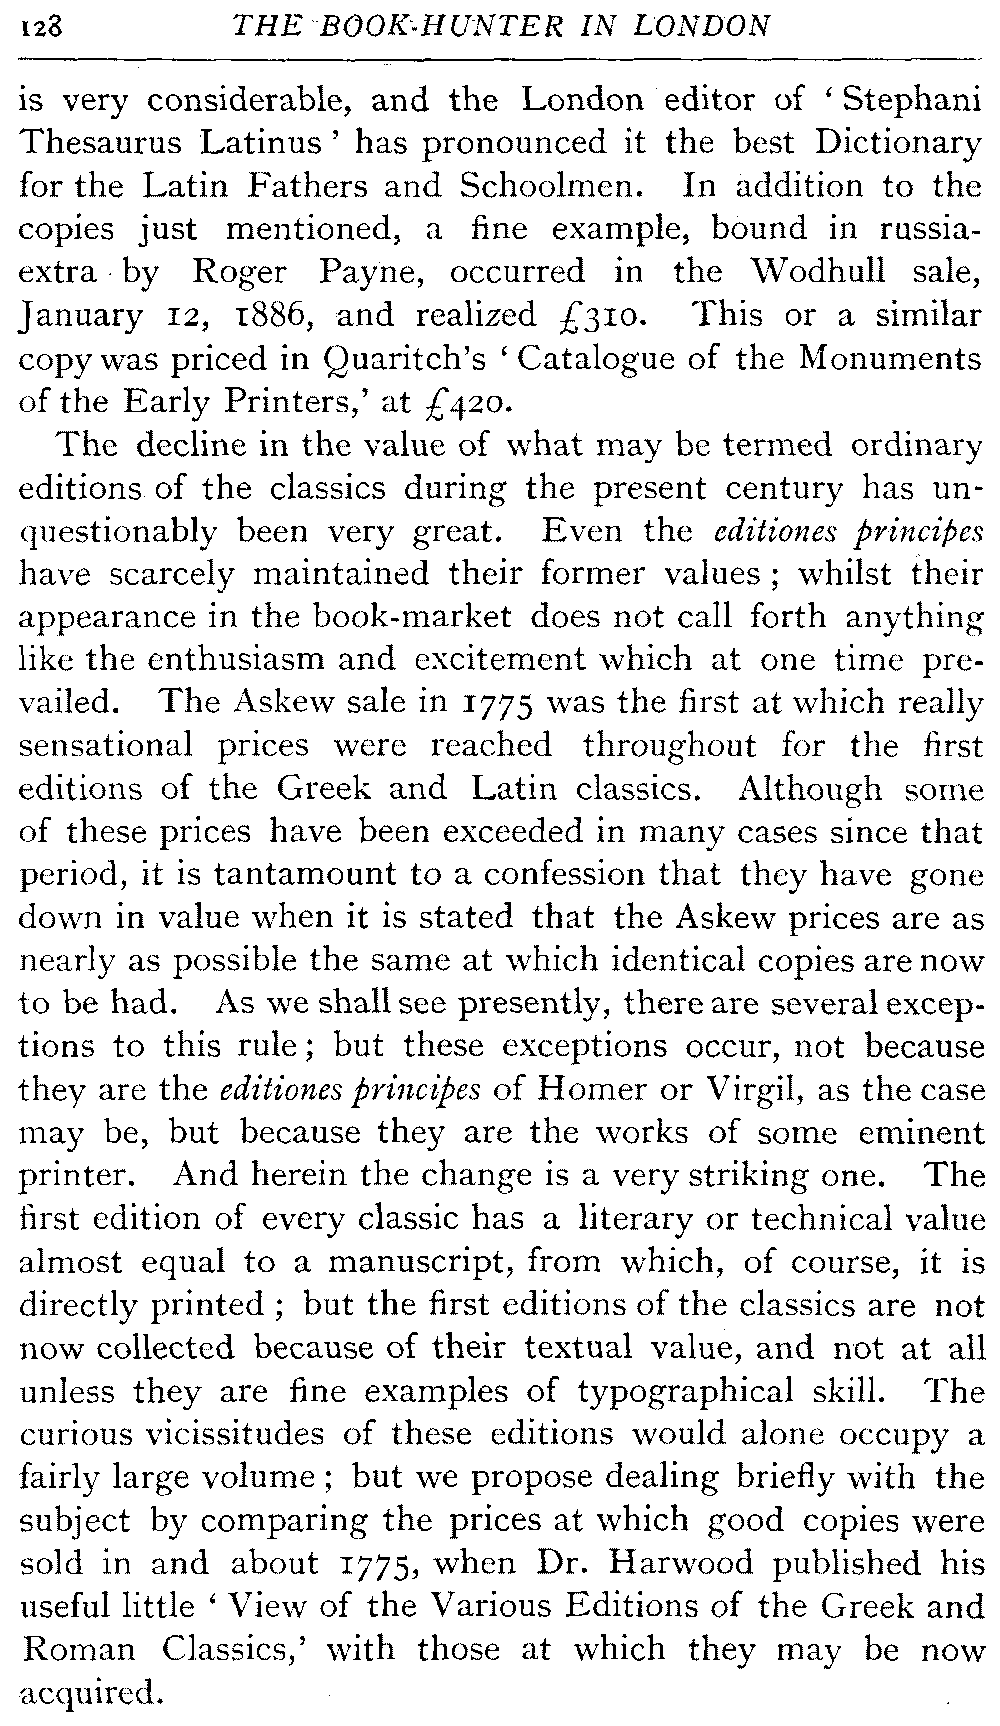 128 THE BOOK-HUNTER IN LONDON
is very considerable, and the London editor of ‘ Stephani
Thesaurus Latinus ’ has pronounced it the best Dictionary
for the Latin Fathers and Schoolmen. In addition to the
copies just mentioned, a fine example, bound in russia-
extra by Roger Payne, occurred in the Wodhull sale,
January 12, 1886, and realized £310. This or a similar
copy was priced in Quaritch’s ‘ Catalogue of the Monuments
of the Early Printers,’ at £420.
The decline in the value of what may be termed ordinary
editions of the classics during the present century has un-
questionably been very great. Even the editiones principes
have scarcely maintained their former values ; whilst their
appearance in the book-market does not call forth anything
like the enthusiasm and excitement which at one time pre-
vailed. The Askew sale in 1775 was the first at which really
sensational prices were reached throughout for the first
editions of the Greek and Latin classics. Although some
of these prices have been exceeded in many cases since that
period, it is tantamount to a confession that they have gone
down in value when it is stated that the Askew prices are as
nearly as possible the same at which identical copies are now
to be had. As we shall see presently, there are several excep-
tions to this rule ; but these exceptions occur, not because
they are the editiones principes of Homer or Virgil, as the case
may be, but because they are the works of some eminent
printer. And herein the change is a very striking one. The
first edition of every classic has a literary or technical value
almost equal to a manuscript, from which, of course, it is
directly printed ; but the first editions of the classics are not
now collected because of their textual value, and not at all
unless they are fine examples of typographical skill. The
curious vicissitudes of these editions would alone occupy a
fairly large volume ; but we propose dealing briefly with the
subject by comparing the prices at which good copies were
sold in and about 1775, when Dr. Harwood published his
useful little ‘ View of the Various Editions of the Greek and
Roman Classics,’ with those at which they may be now
acquired.